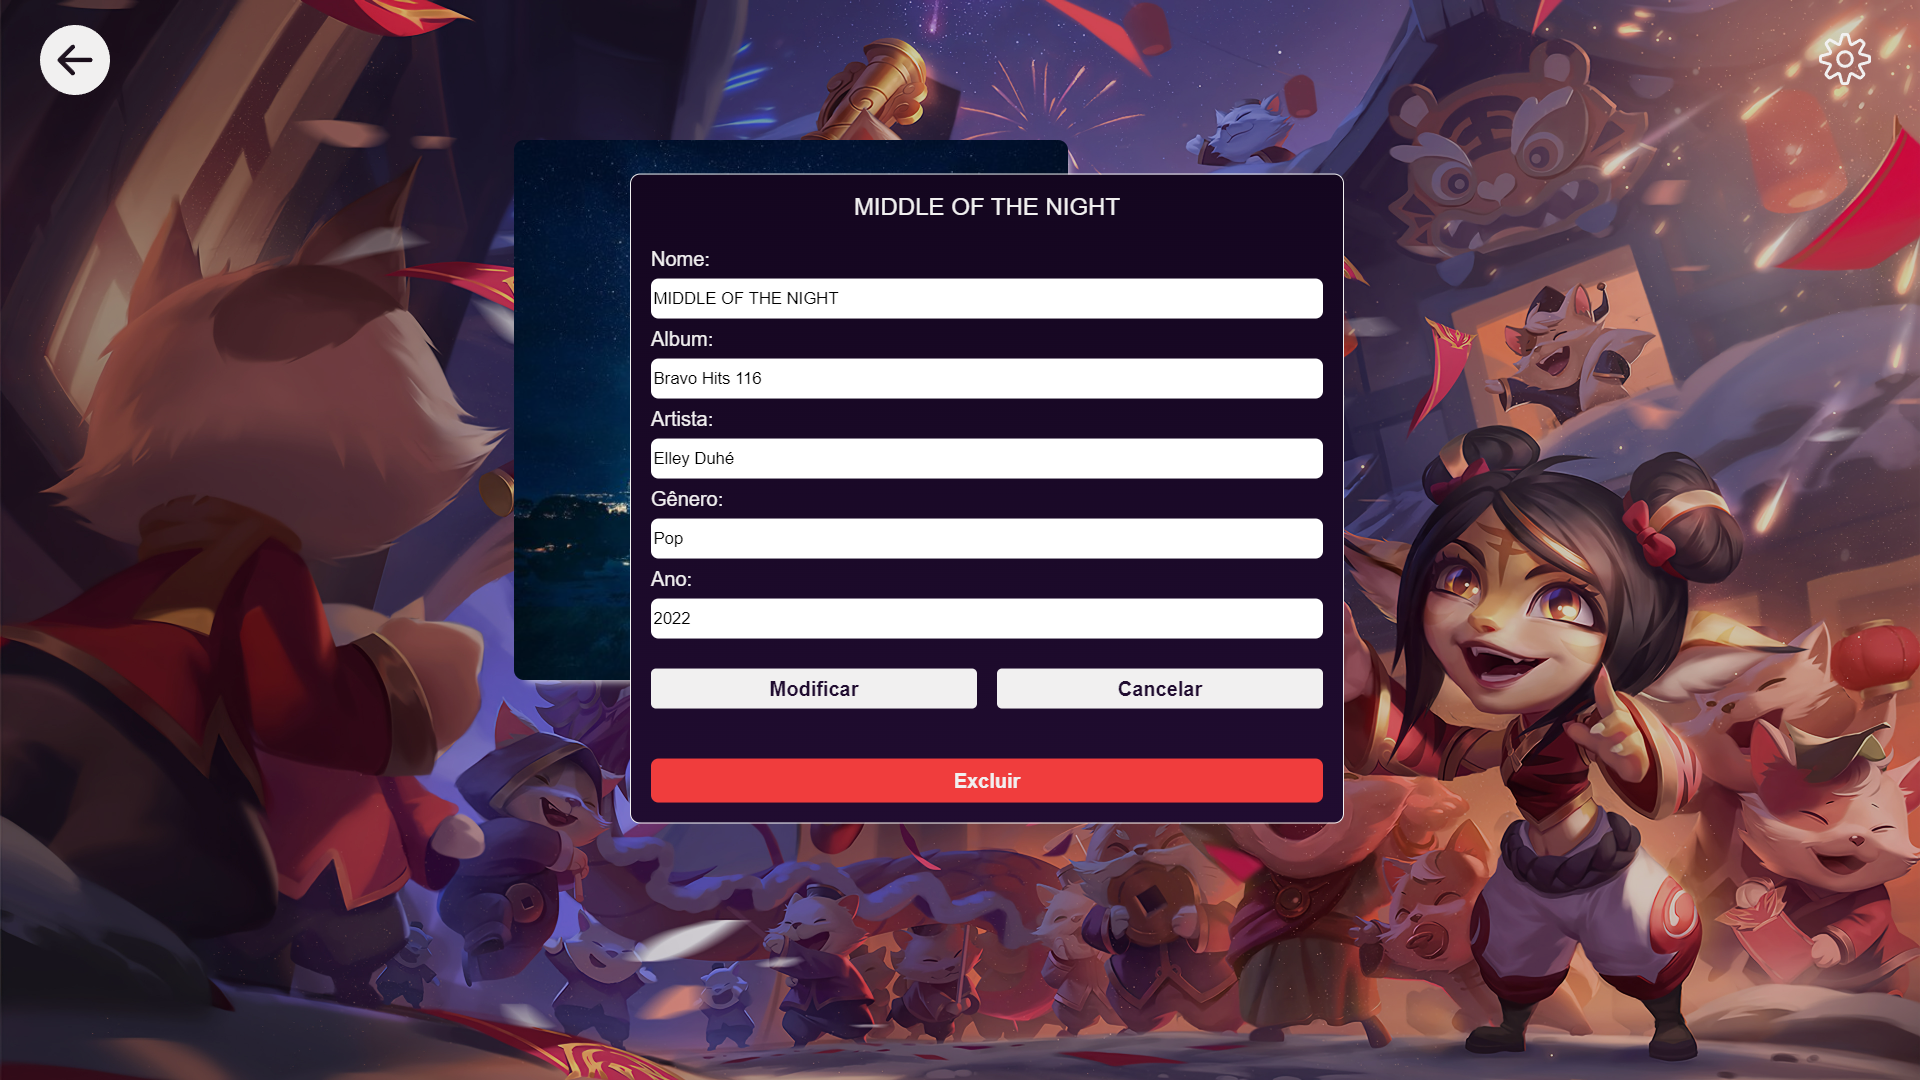 MIDDLE OF THE NIGHT
Nome:
MIDDLE OF THE NIGHT
Album:
Bravo Hits 116
Artista:
Elley Duhé
Gênero:
Pop
Ano:
2022
Modificar
Cancelar
Excluir